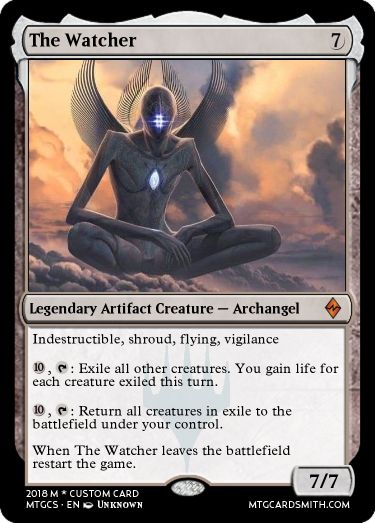 The Watcher 7
Legendary Artifact Creature — Archangel
Indestructible, shroud, flying, vigilance
10, T: Exile all other creatures. You gain life for
each creature exiled this turn.
10, T: Return all creatures in exile to the
battlefield under your control.
When The Watcher leaves the battlefield
restart the game.
7/7
2018 M * CUSTOM CARD
MTGCS • EN Unknown
MTGCARDSMITH.COM